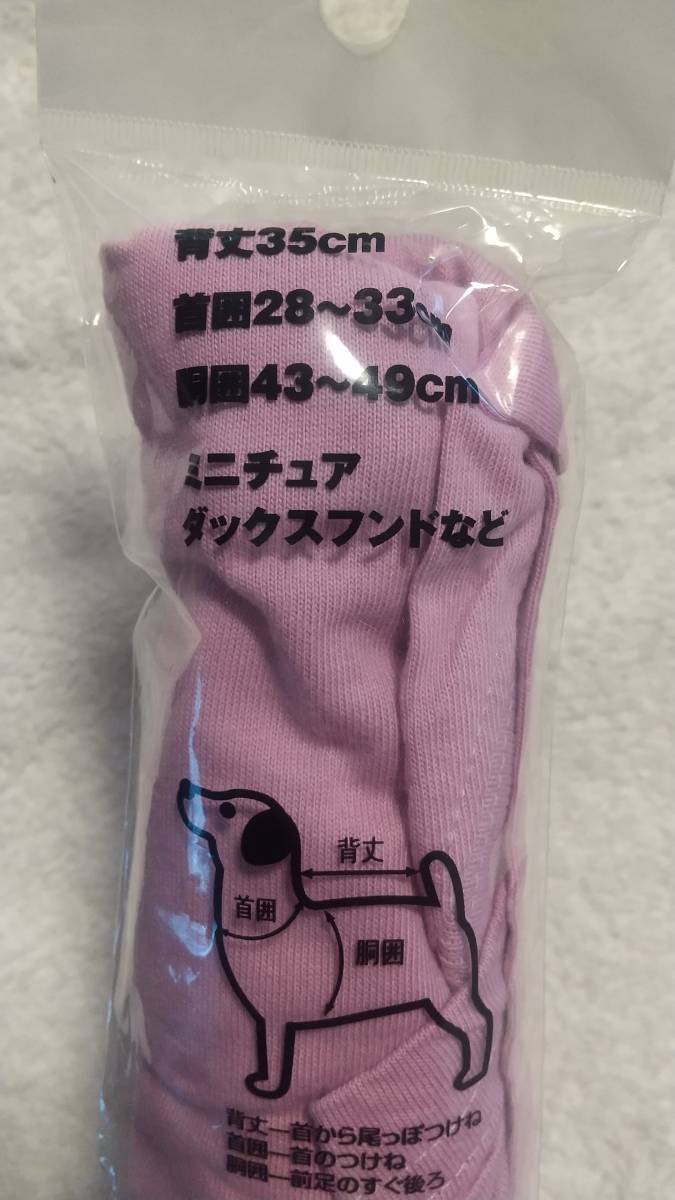 背丈35cm
首囲28～33cm
胴囲43～49cm
ミニチュア
ダックスフンドなど
背丈
首囲
胴囲
背丈―首から尾っぽつけね
首囲―首のつけね
胴囲―前足のすぐ後ろ